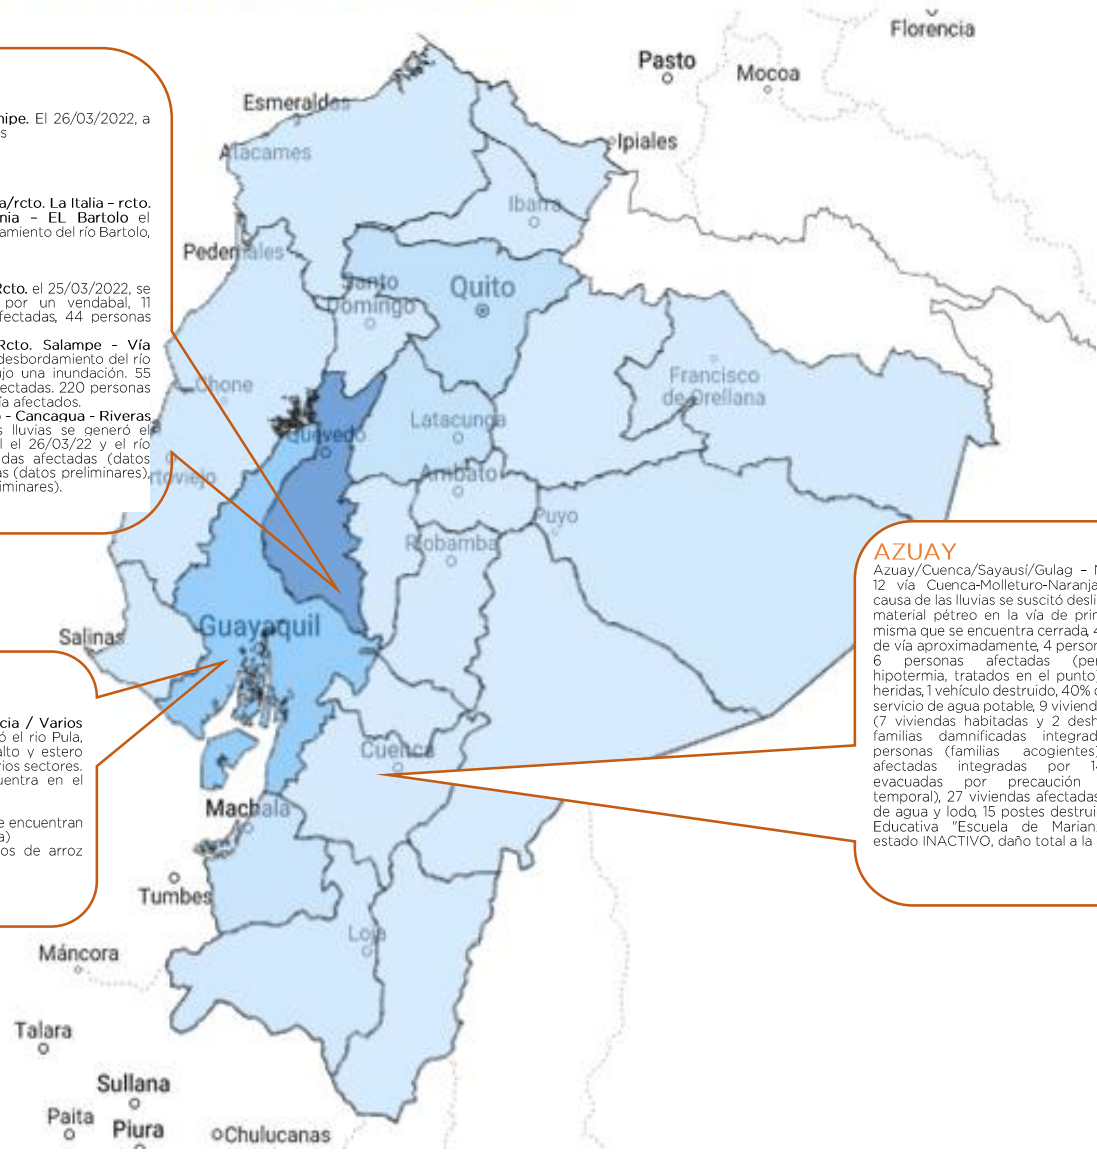 nipe. El 26/03/2022, a
s
a/rcto. La Italia – rcto.
nia – EL Bartolo el
amiento del río Bartolo,
Rcto. el 25/03/2022, se
por un vendabal, 11
fectadas, 44 personas
Rcto. Salampe - Vía
desbordamiento del río
jo una inundación. 55
ectadas. 220 personas
ía afectados.
o - Cancagua - Riveras
s lluvias se generó el
l el 26/03/22 y el río
das afectadas (datos
as (datos preliminares),
iminares).
cia / Varios
ó el rio Pula,
alto y estero
rios sectores.
uentra en el
e encuentran
a)
os de arroz
AZUAY
Azuay/Cuenca/Sayausí/Gulag – M
12 vía Cuenca-Molleturo-Naranja
causa de las lluvias se suscitó desli
material pétreo en la vía de prin
misma que se encuentra cerrada, 4
de vía aproximadamente, 4 person
6 personas afectadas (per
hipotermia, tratados en el punto)
heridas, 1 vehículo destruido, 40% d
servicio de agua potable, 9 viviend
(7 viviendas habitadas y 2 desh
familias damnificadas integrad
personas (familias acogientes)
afectadas integradas por 14
evacuadas por precaución
temporal), 27 viviendas afectadas
de agua y lodo, 15 postes destrui
Educativa "Escuela de Marianz
estado INACTIVO, daño total a la
Florencia
Pasto
Mocoa
Esmeraldas
Ipiales
Atacames
Ibarra
Pedernales
Santo
Domingo
Quito
Francisco
de Orellana
Chone
Latacunga
Quevedo
Ambato
rtoviejo
Puyo
Riobamba
Guayaquil
Salinas
Cuenca
Machala
Tumbes
Loja
Máncora
Talara
Sullana
Paita
Piura
Chulucanas